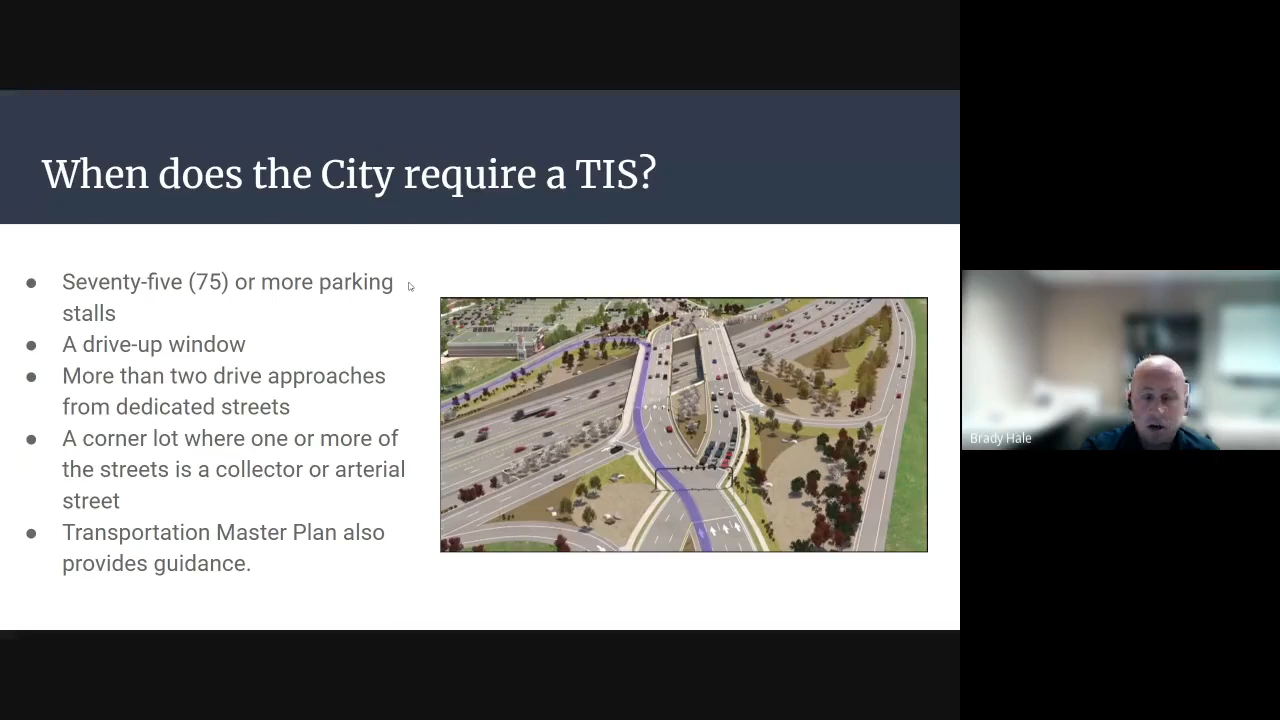 When does the City require a TIS?
● Seventy-five (75) or more parking
stalls
● A drive-up window
● More than two drive approaches
from dedicated streets
● A corner lot where one or more of
the streets is a collector or arterial
street
● Transportation Master Plan also
provides guidance.
Brady Hale